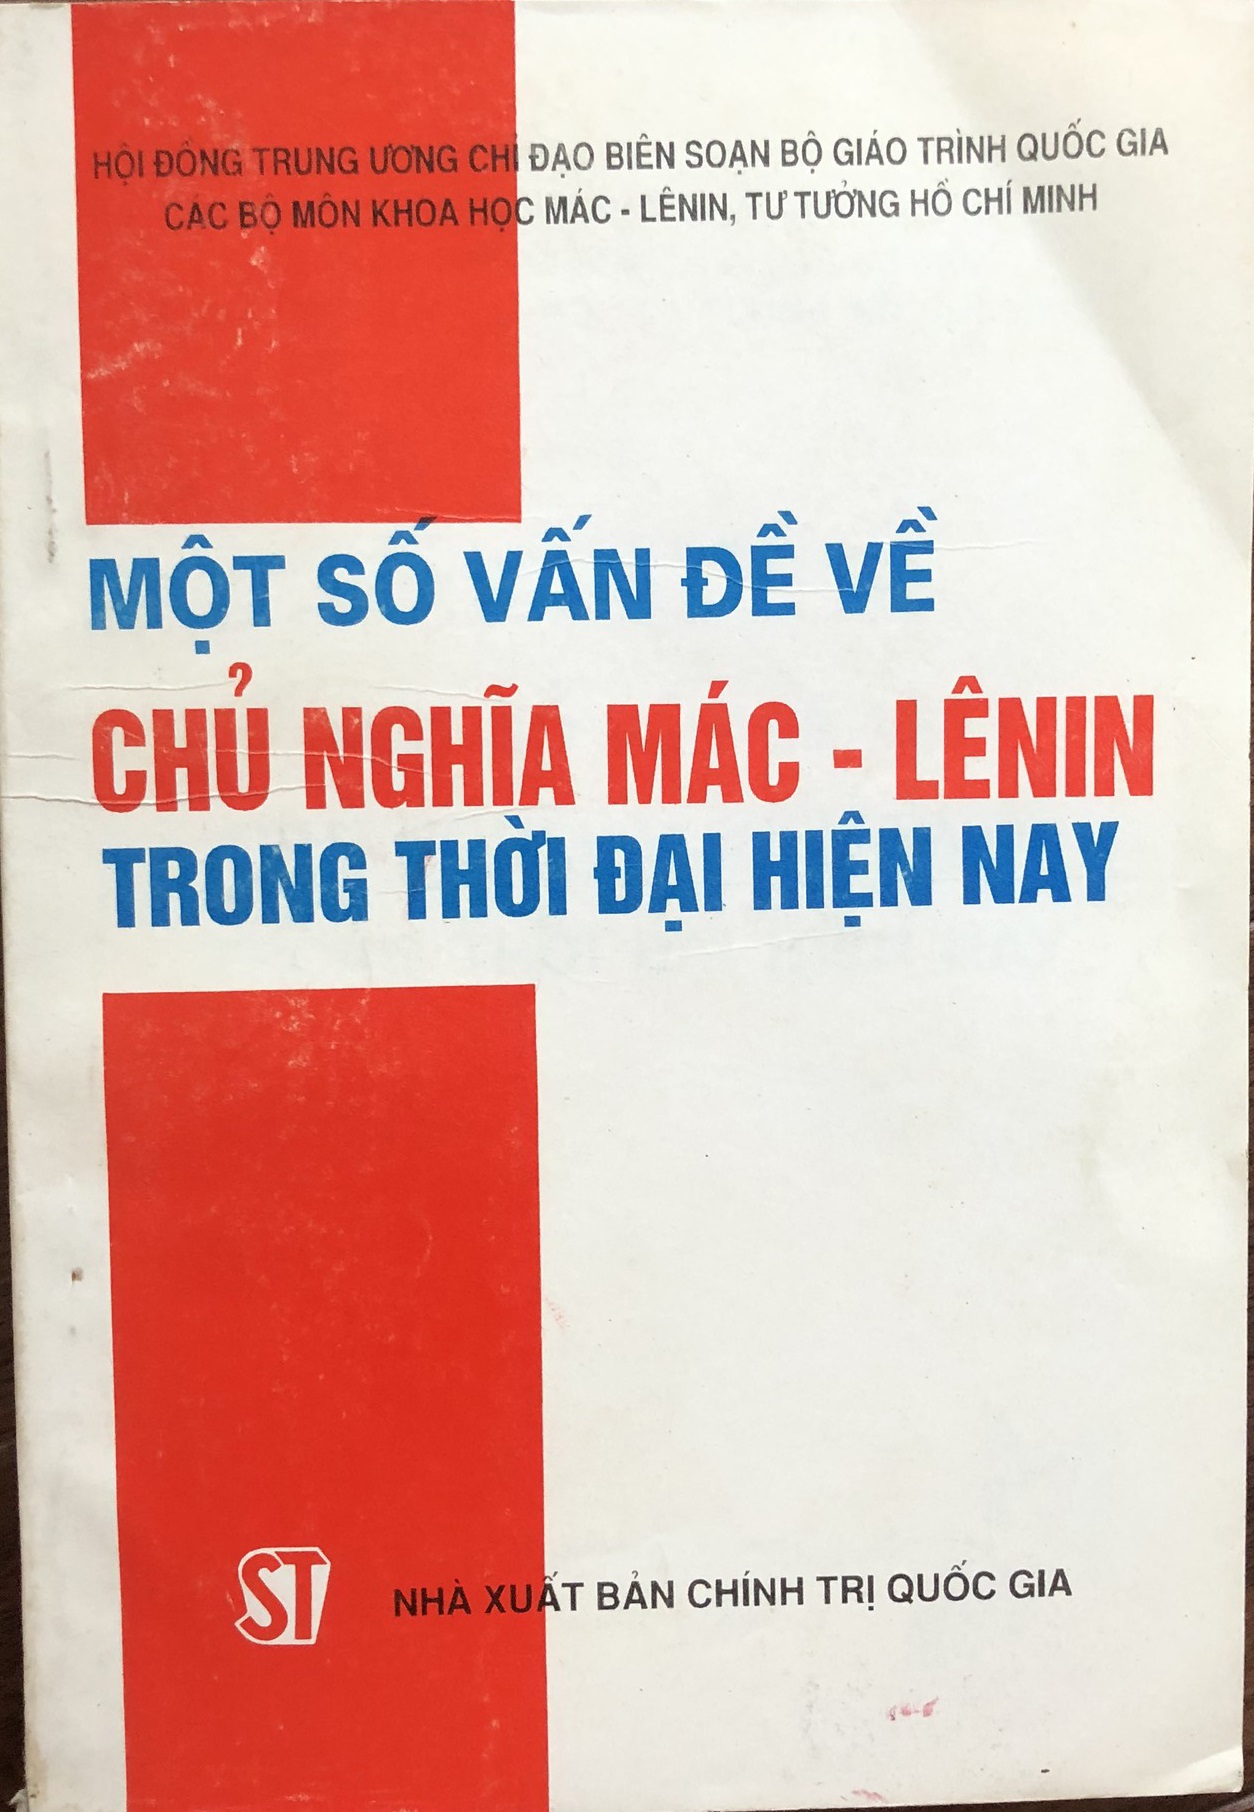 HỘI ĐỒNG TRUNG ƯƠNG CHỈ ĐẠO BIÊN SOẠN BỘ GIÁO TRÌNH QUỐC GIA
CÁC BỘ MÔN KHOA HỌC MÁC - LÊNIN, TƯ TƯỞNG HỒ CHÍ MINH
MỘT SỐ VẤN ĐỀ VỀ
CHỦ NGHĨA MÁC - LÊNIN
TRONG THỜI ĐẠI HIỆN NAY
ST
NHÀ XUẤT BẢN CHÍNH TRỊ QUỐC GIA